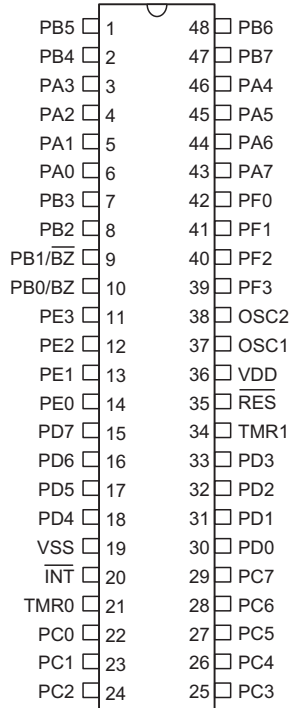 PB5 1 48 PB6
PB4 2 47 PB7
PA3 3 46 PA4
PA2 4 45 PA5
PA1 5 44 PA6
PA0 6 43 PA7
PB3 7 42 PF0
PB2 8 41 PF1
PB1/B̅Z̅ 9 40 PF2
PB0/BZ 10 39 PF3
PE3 11 38 OSC2
PE2 12 37 OSC1
PE1 13 36 VDD
PE0 14 35 R̅E̅S̅
PD7 15 34 TMR1
PD6 16 33 PD3
PD5 17 32 PD2
PD4 18 31 PD1
VSS 19 30 PD0
I̅N̅T̅ 20 29 PC7
TMR0 21 28 PC6
PC0 22 27 PC5
PC1 23 26 PC4
PC2 24 25 PC3